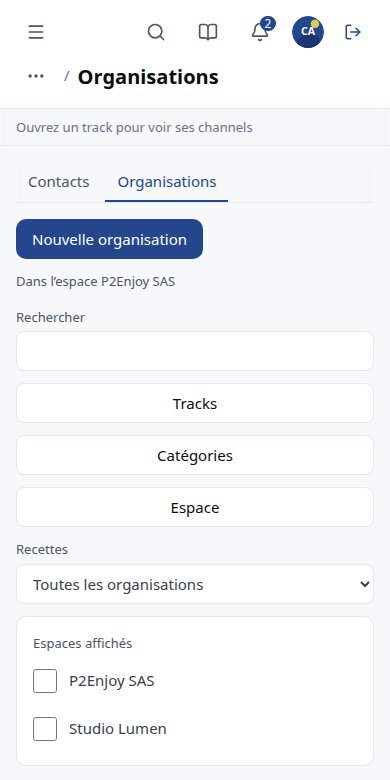 2
CA
/ Organisations
Ouvrez un track pour voir ses channels
Contacts Organisations
Nouvelle organisation
Dans l’espace P2Enjoy SAS
Rechercher
Tracks
Catégories
Espace
Recettes
Toutes les organisations
Espaces affichés
P2Enjoy SAS
Studio Lumen